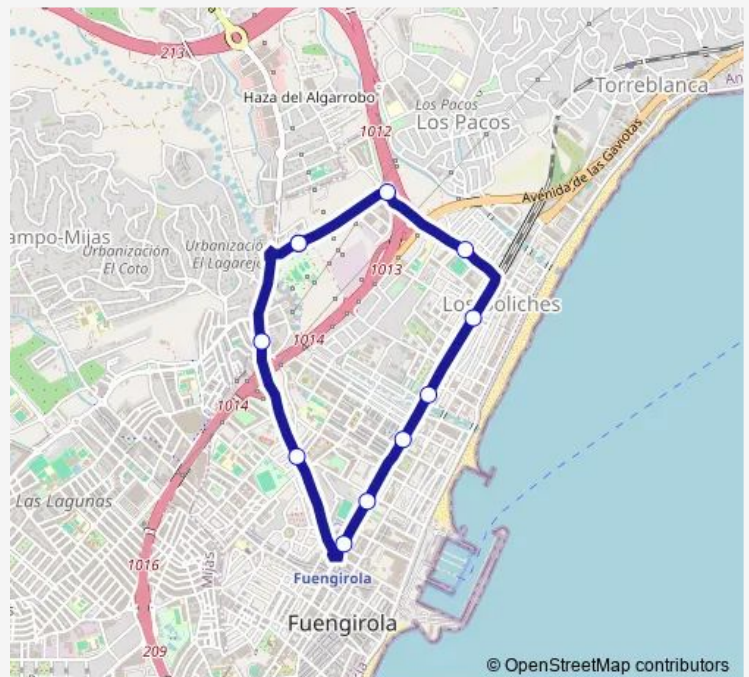 213
Haza del Algarrobo
Los Pacos
Los Pacos
1012
Torreblanca
Avenida de las Gaviotas
ampo-Mijas
Urbanización
El Coto
Urbanizació
El Lagarejo
1013
Los Boliches
1014
1014
Las Lagunas
1016
Mijas
Fuengirola
Fuengirola
209
© OpenStreetMap contributors